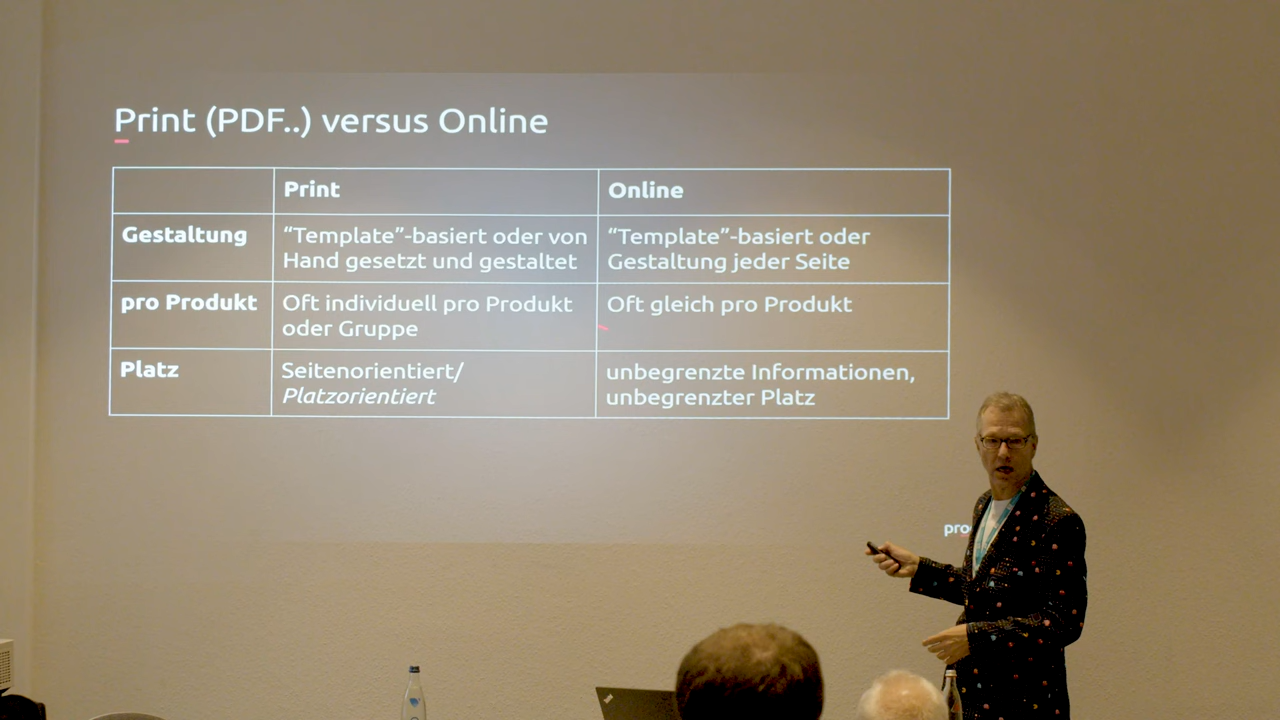 Print (PDF..) versus Online
Print
Online
Gestaltung
“Template”-basiert oder von
Hand gesetzt und gestaltet
“Template”-basiert oder
Gestaltung jeder Seite
pro Produkt
Oft individuell pro Produkt
oder Gruppe
Oft gleich pro Produkt
Platz
Seitenorientiert/
Platzorientiert
unbegrenzte Informationen,
unbegrenzter Platz